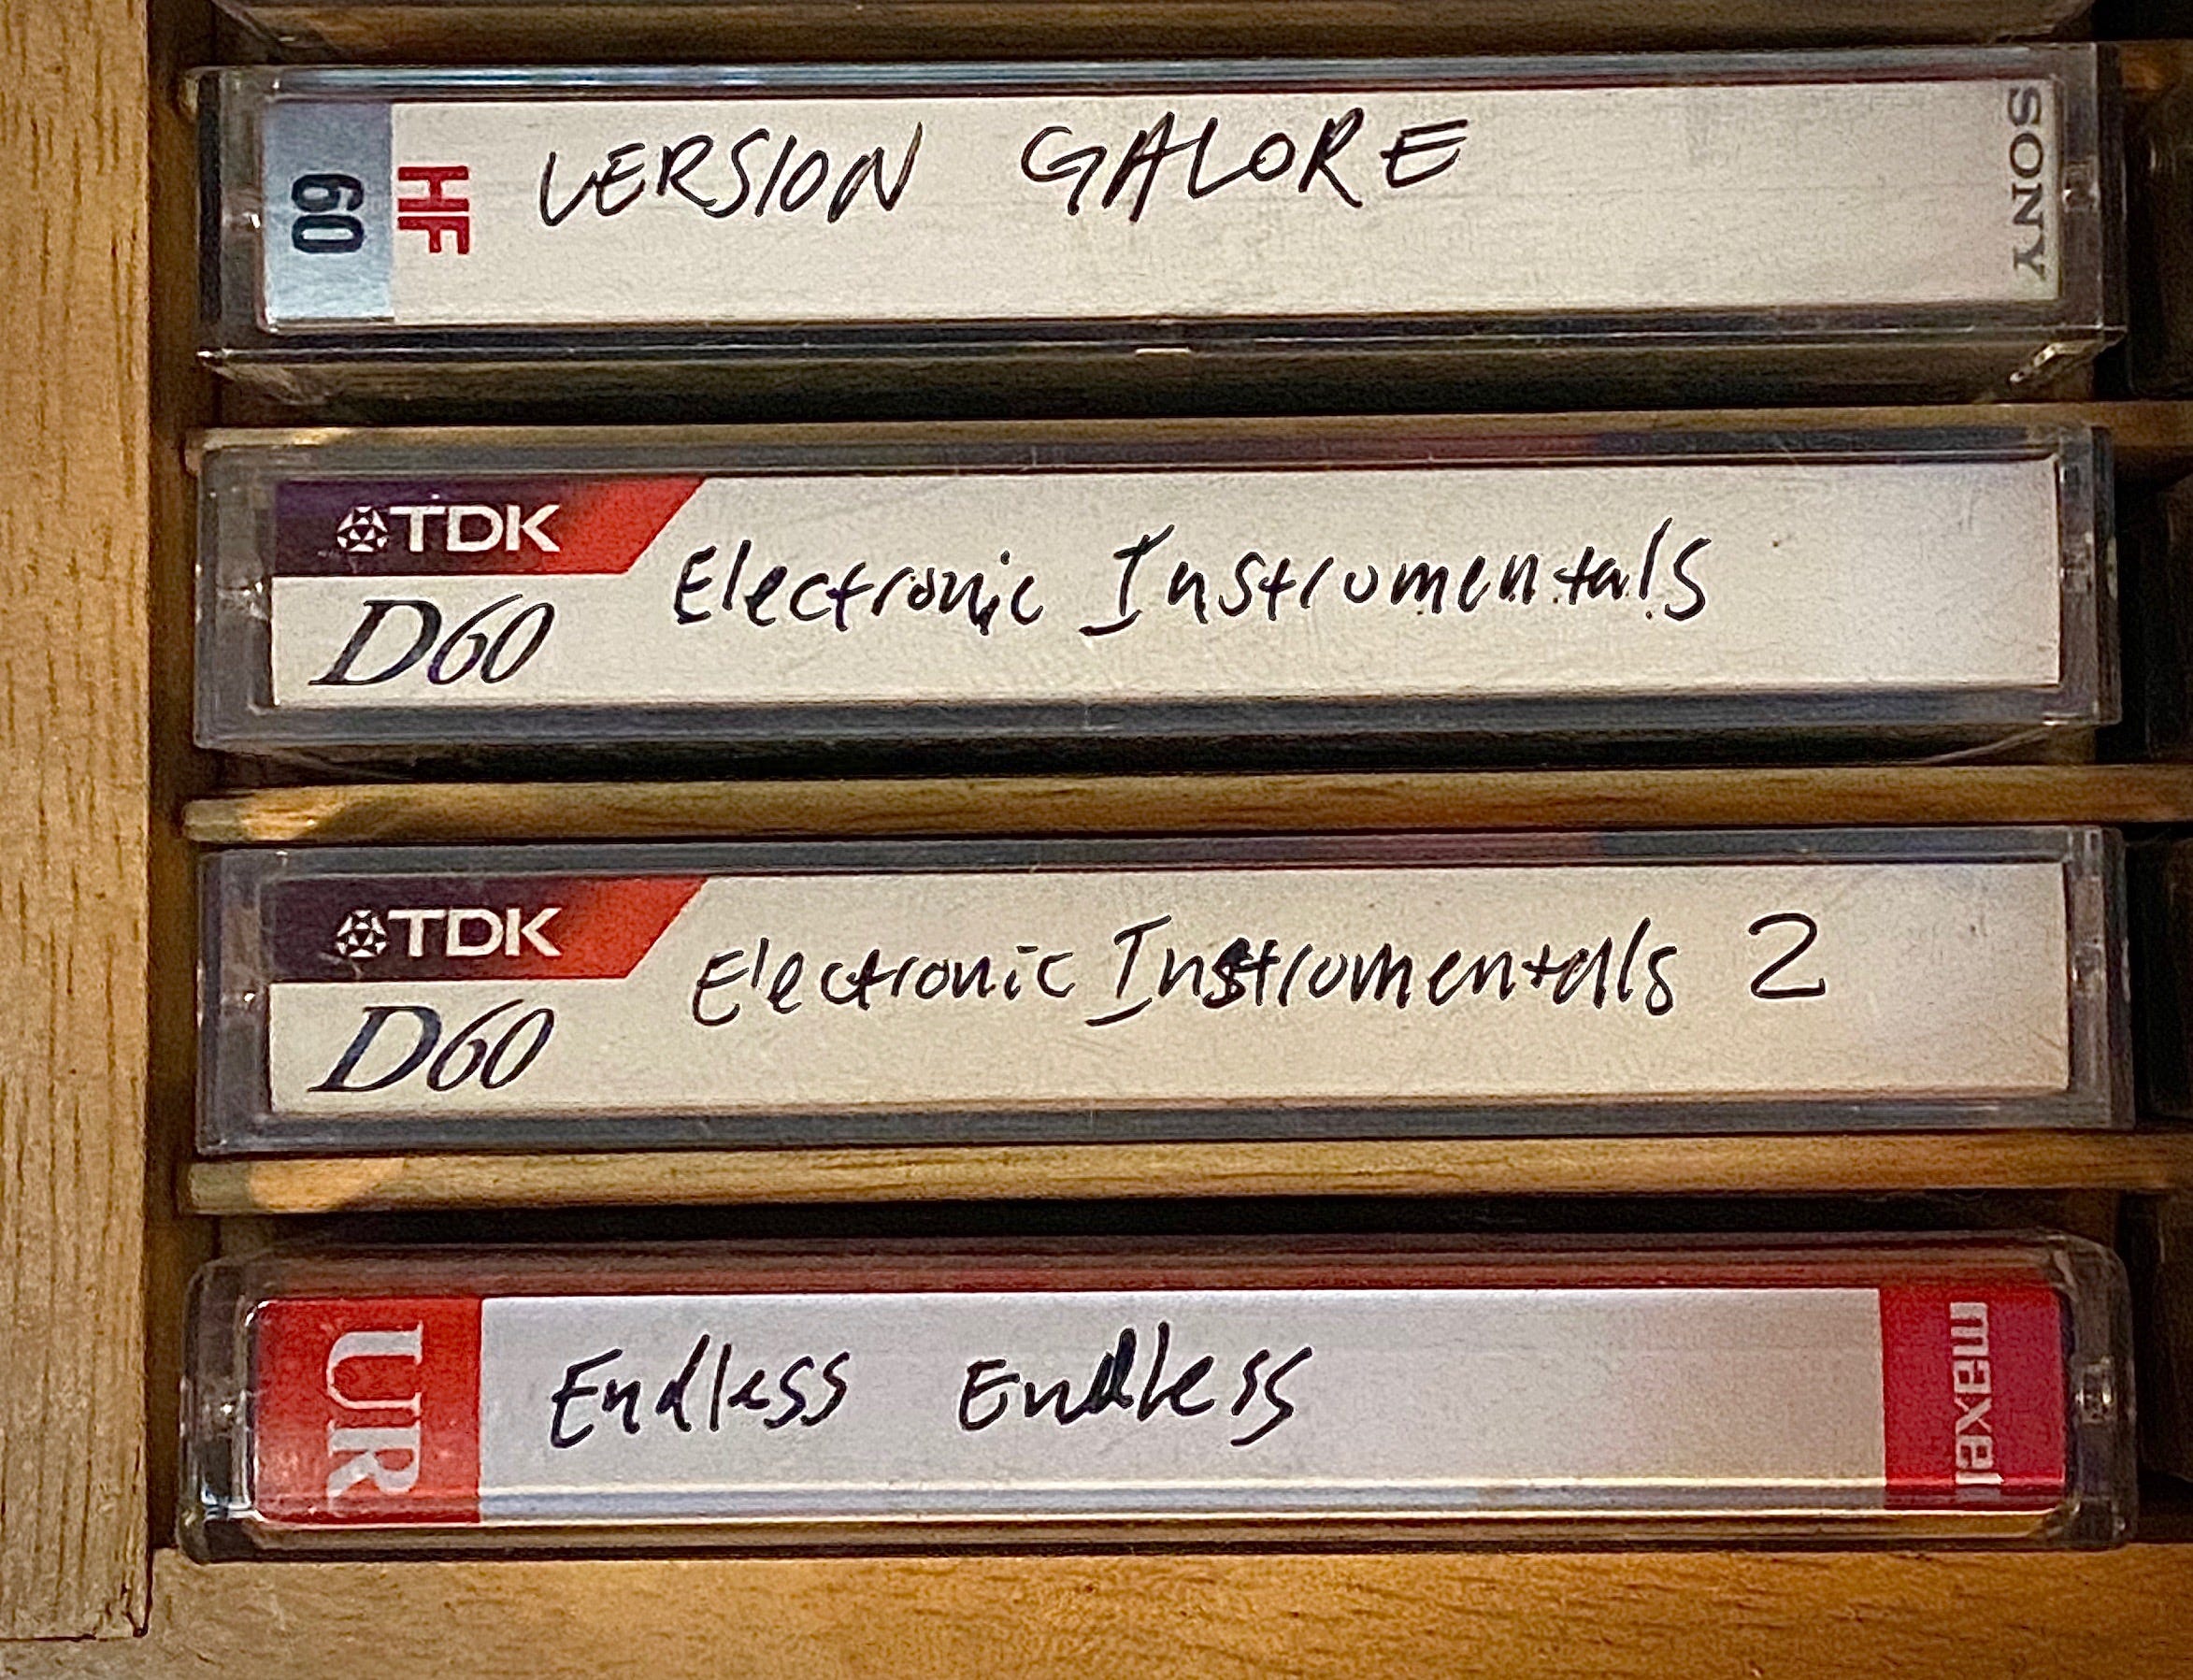 60 HF VERSION GALORE SONY
TDK
D60 Electronic Instrumentals
TDK
D60 Electronic Instrumentals 2
UR Endless Endless maxell